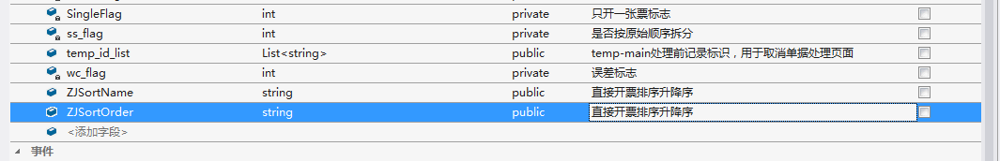 SingleFlag int private 只开一张票标志
ss_flag int private 是否按原始顺序拆分
temp_id_list List<string> public temp-main处理前记录标识，用于取消单据处理页面
wc_flag int private 误差标志
ZJSortName string public 直接开票排序升降序
ZJSortOrder string public 直接开票排序升降序
<添加字段>
事件